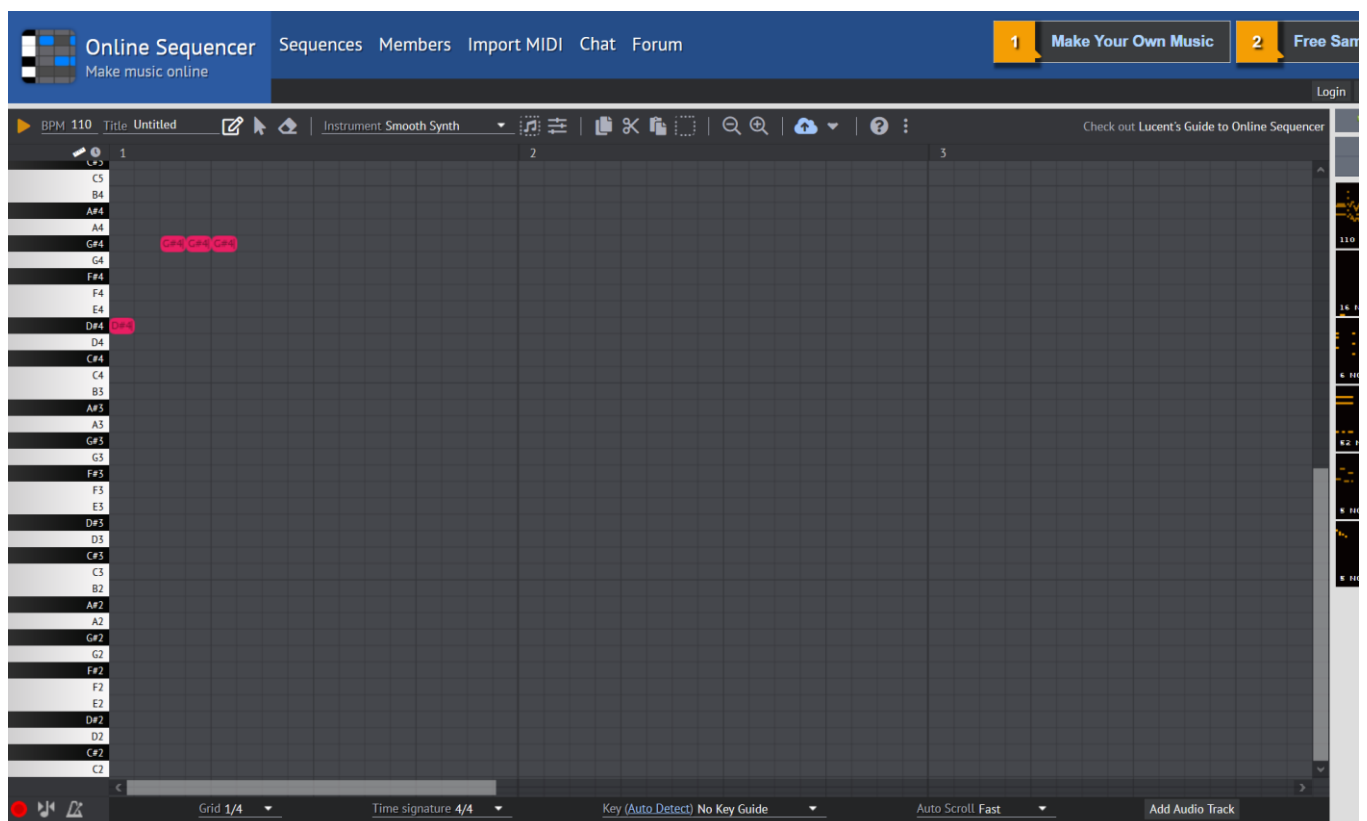 Online Sequencer
Make music online
Sequences Members Import MIDI Chat Forum
1 Make Your Own Music 2 Free Sam
Login
BPM 110 Title Untitled Instrument Smooth Synth Check out Lucent's Guide to Online Sequencer
1 2 3
C#5
C5
B4
A#4
A4
G#4 G#4 G#4 G#4
G4
F#4
F4
E4
D#4 D#4
D4
C#4
C4
B3
A#3
A3
G#3
G3
F#3
F3
E3
D#3
D3
C#3
C3
B2
A#2
A2
G#2
G2
F#2
F2
E2
D#2
D2
C#2
C2
110
Grid 1/4 Time signature 4/4 Key (Auto Detect) No Key Guide Auto Scroll Fast Add Audio Track